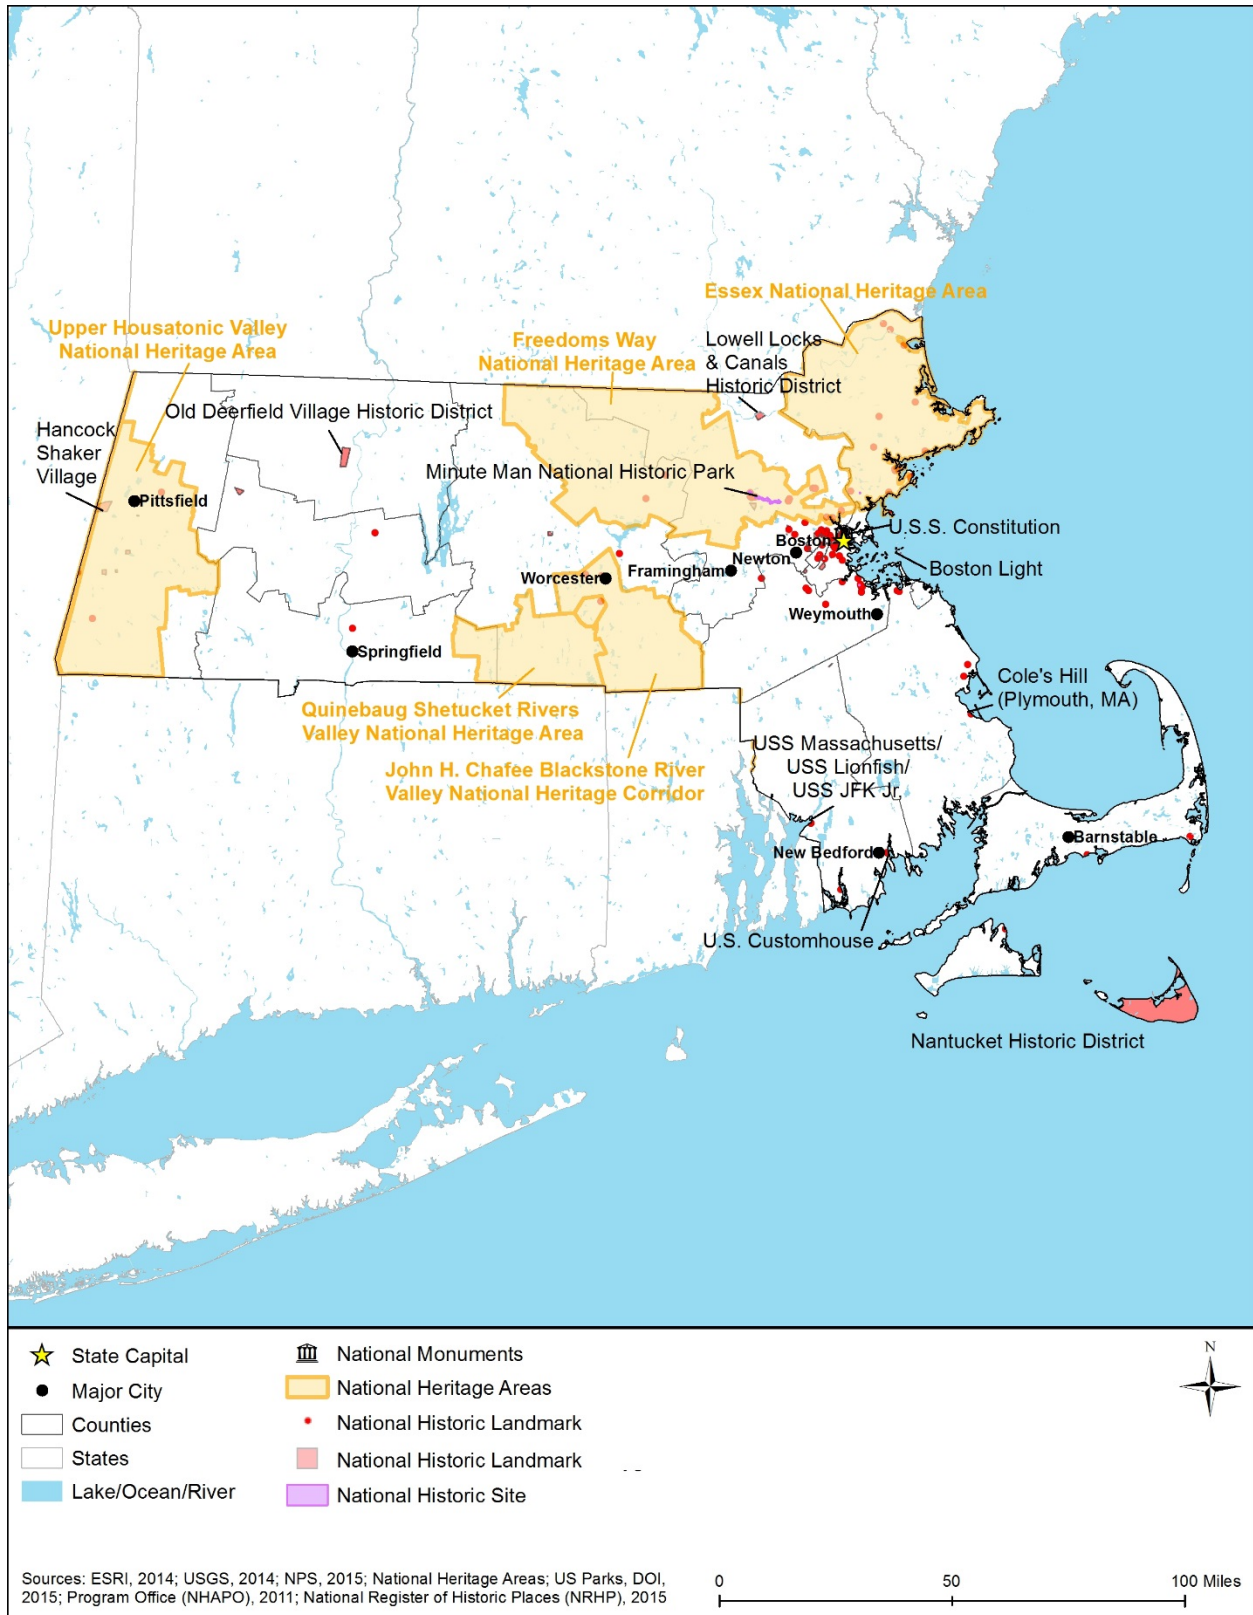 Essex National Heritage Area
Upper Housatonic Valley
National Heritage Area
Freedoms Way
National Heritage Area
Lowell Locks
& Canals
Historic District
Old Deerfield Village Historic District
Hancock
Shaker
Village
Minute Man National Historic Park
Pittsfield
U.S.S. Constitution
Boston
Newton
Boston Light
Framingham
Worcester
Weymouth
Springfield
Cole's Hill
(Plymouth, MA)
Quinebaug Shetucket Rivers
Valley National Heritage Area
USS Massachusetts/
USS Lionfish/
USS JFK Jr.
John H. Chafee Blackstone River
Valley National Heritage Corridor
Barnstable
New Bedford
U.S. Customhouse
Nantucket Historic District
State Capital
Major City
Counties
States
Lake/Ocean/River
National Monuments
National Heritage Areas
National Historic Landmark
National Historic Landmark
National Historic Site
N
Sources: ESRI, 2014; USGS, 2014; NPS, 2015; National Heritage Areas; US Parks, DOI,
2015; Program Office (NHAPO), 2011; National Register of Historic Places (NRHP), 2015
0 50 100 Miles